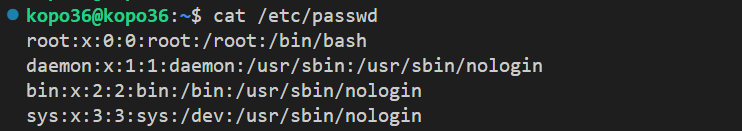 kopo36@kopo36:~$ cat /etc/passwd
root:x:0:0:root:/root:/bin/bash
daemon:x:1:1:daemon:/usr/sbin:/usr/sbin/nologin
bin:x:2:2:bin:/bin:/usr/sbin/nologin
sys:x:3:3:sys:/dev:/usr/sbin/nologin